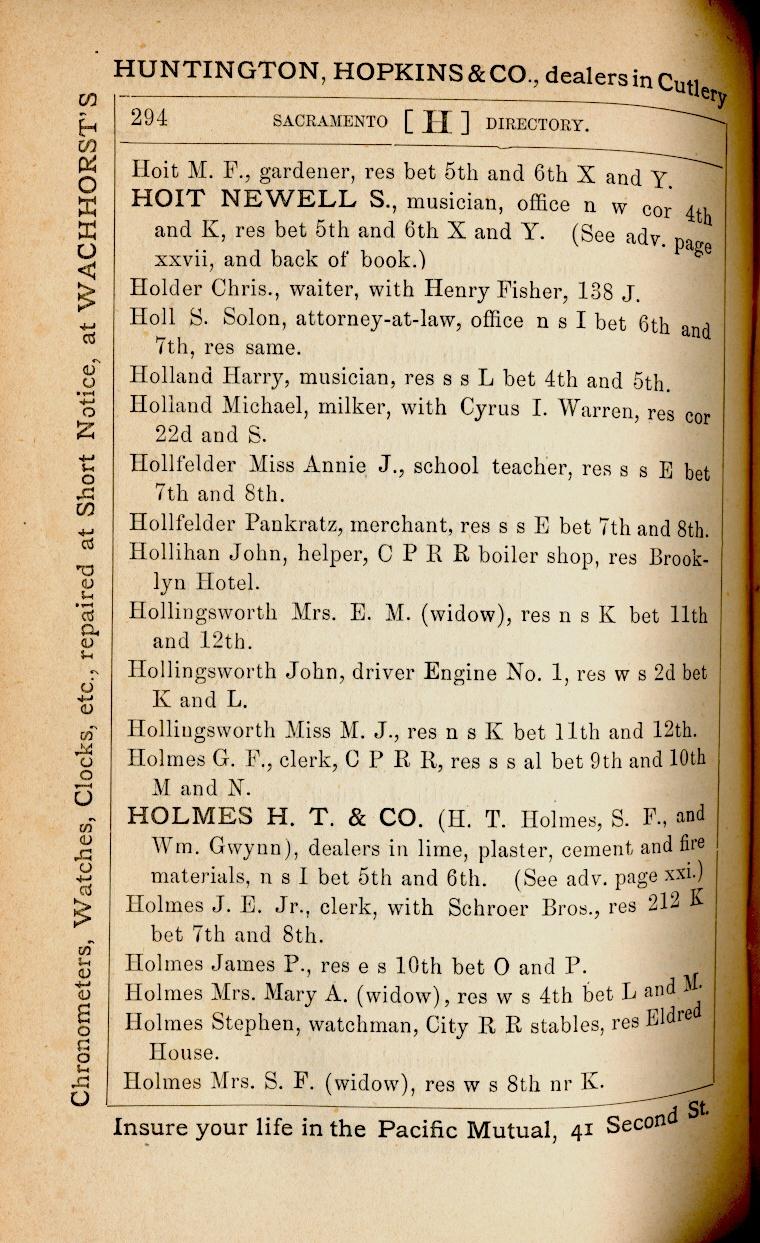 HUNTINGTON, HOPKINS & CO., dealers in Cutlery
294 SACRAMENTO [ H ] DIRECTORY.
Hoit M. F., gardener, res bet 5th and 6th X and Y.
HOIT NEWELL S., musician, office n w cor 4th
and K, res bet 5th and 6th X and Y. (See adv. page
xxvii, and back of book.)
Holder Chris., waiter, with Henry Fisher, 138 J.
Holl S. Solon, attorney-at-law, office n s I bet 6th and
7th, res same.
Holland Harry, musician, res s s L bet 4th and 5th.
Holland Michael, milker, with Cyrus I. Warren, res cor
22d and S.
Hollfelder Miss Annie J., school teacher, res s s E bet
7th and 8th.
Hollfelder Pankratz, merchant, res s s E bet 7th and 8th.
Hollihan John, helper, C P R R boiler shop, res Brook-
lyn Hotel.
Hollingsworth Mrs. E. M. (widow), res n s K bet 11th
and 12th.
Hollingsworth John, driver Engine No. 1, res w s 2d bet
K and L.
Hollingsworth Miss M. J., res n s K bet 11th and 12th.
Holmes G. F., clerk, C P R R, res s s al bet 9th and 10th
M and N.
HOLMES H. T. & CO. (H. T. Holmes, S. F., and
Wm. Gwynn), dealers in lime, plaster, cement and fire
materials, n s I bet 5th and 6th. (See adv. page xxi.)
Holmes J. E. Jr., clerk, with Schroer Bros., res 212 K
bet 7th and 8th.
Holmes James P., res e s 10th bet O and P.
Holmes Mrs. Mary A. (widow), res w s 4th bet L and M.
Holmes Stephen, watchman, City R R stables, res Eldred
House.
Holmes Mrs. S. F. (widow), res w s 8th nr K.
Insure your life in the Pacific Mutual, 41 Second St.
Chronometers, Watches, Clocks, etc., repaired at Short Notice, at WACHHORST'S